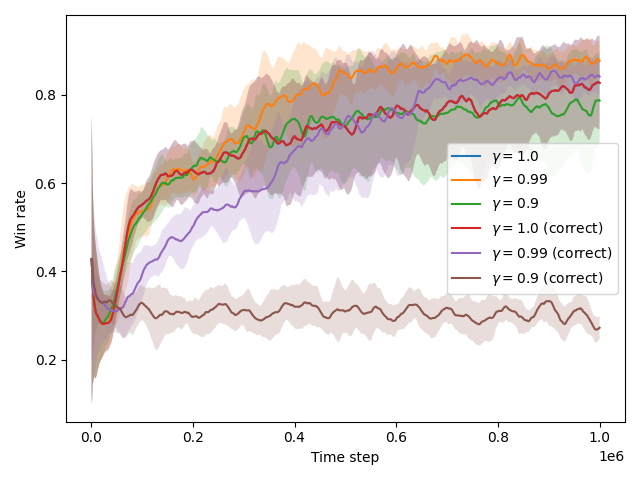 Win rate
0.8
0.6
0.4
0.2
γ = 1.0
γ = 0.99
γ = 0.9
γ = 1.0 (correct)
γ = 0.99 (correct)
γ = 0.9 (correct)
0.0 0.2 0.4 0.6 0.8 1.0
Time step 1e6